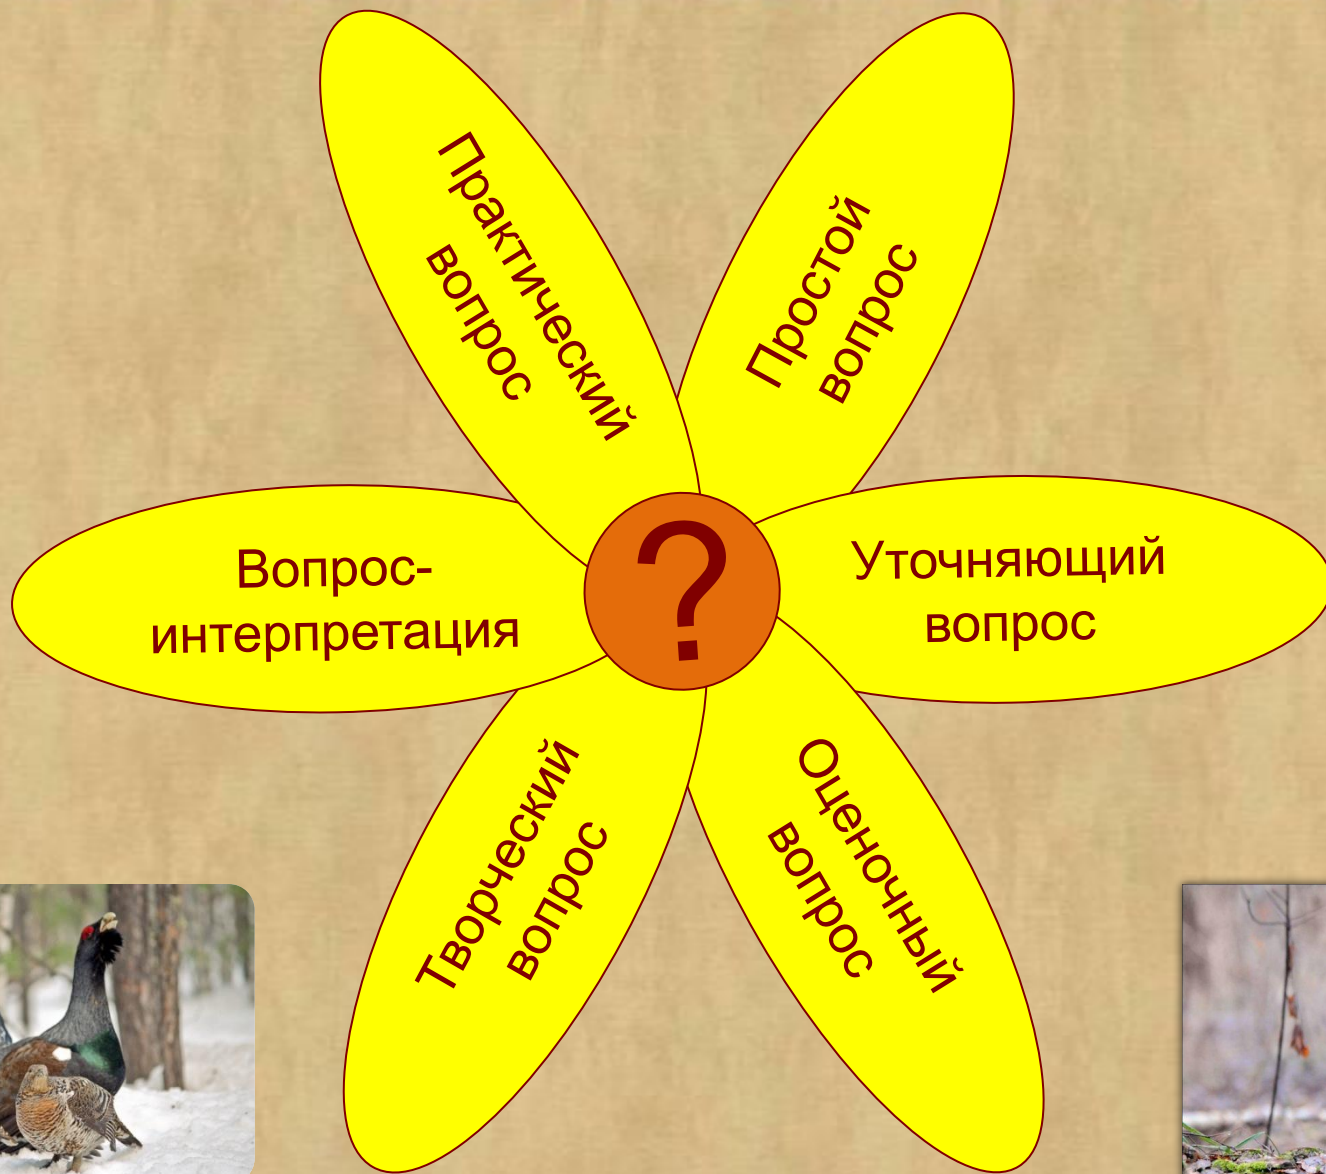 Практический
вопрос
Простой
вопрос
Вопрос-
интерпретация
?
Уточняющий
вопрос
Творческий
вопрос
Оценочный
вопрос